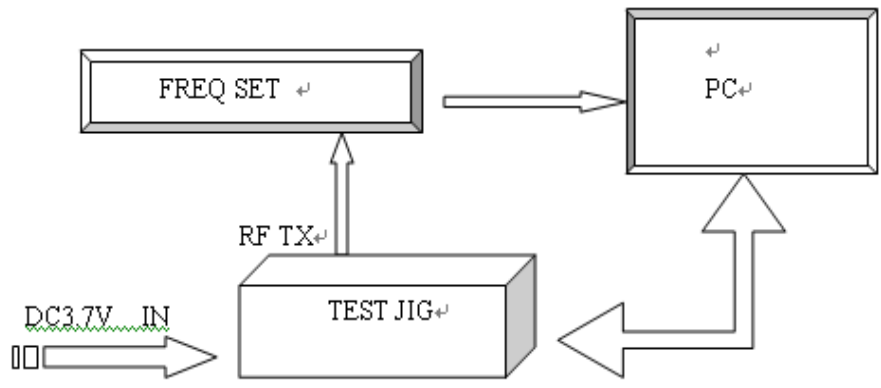 FREQ SET
PC
RF TX
TEST JIG
DC3.7V IN